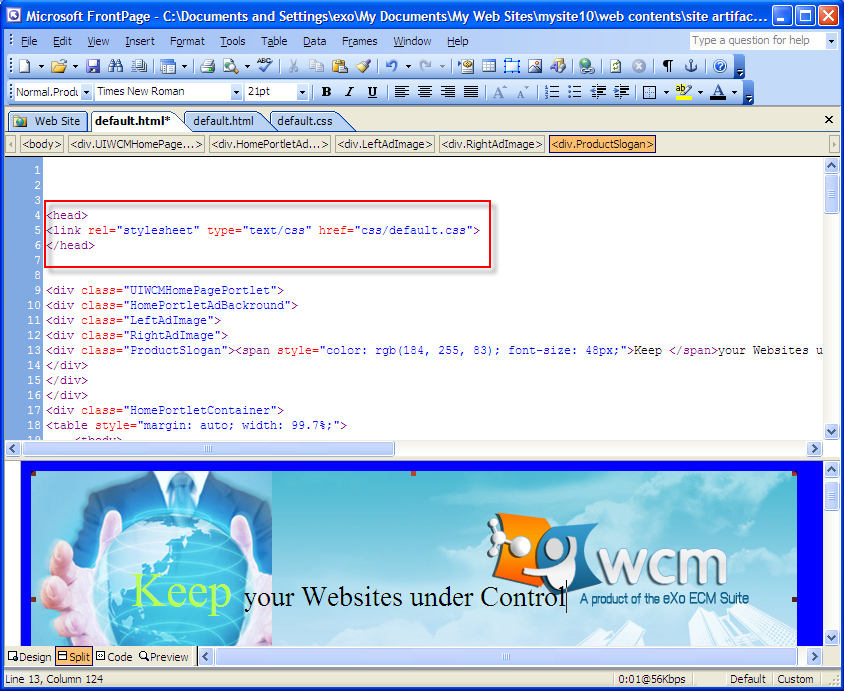 Microsoft FrontPage - C:\Documents and Settings\exo\My Documents\My Web Sites\mysite10\web contents\site artifac...
File Edit View Insert Format Tools Table Data Frames Window Help
Type a question for help
Normal.Produ Times New Roman 21pt B I U
Web Site default.html* default.html default.css
<body> <div.UIWCMHomePage...> <div.HomePortletAd...> <div.LeftAdImage> <div.RightAdImage> <div.ProductSlogan>
1
2
3
4 <head>
5 <link rel="stylesheet" type="text/css" href="css/default.css">
6 </head>
7
8
9 <div class="UIWCMHomePagePortlet">
10 <div class="HomePortletAdBackround">
11 <div class="LeftAdImage">
12 <div class="RightAdImage">
13 <div class="ProductSlogan"><span style="color: rgb(184, 255, 83); font-size: 48px;">Keep </span>your Websites u
14 </div>
15 </div>
16 </div>
17 <div class="HomePortletContainer">
18 <table style="margin: auto; width: 99.7%;">
19 <tbody>
wcm
Keep your Websites under Control
A product of the eXo ECM Suite
Design Split Code Preview
Line 13, Column 124 0:01@56Kbps Default Custom